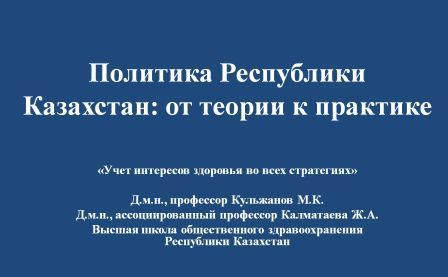 Политика Республики
Казахстан: от теории к практике
«Учет интересов здоровья во всех стратегиях»
Д.м.н., профессор Кульжанов М.К.
Д.м.н., ассоциированный профессор Калматаева Ж.А.
Высшая школа общественного здравоохранения
Республики Казахстан